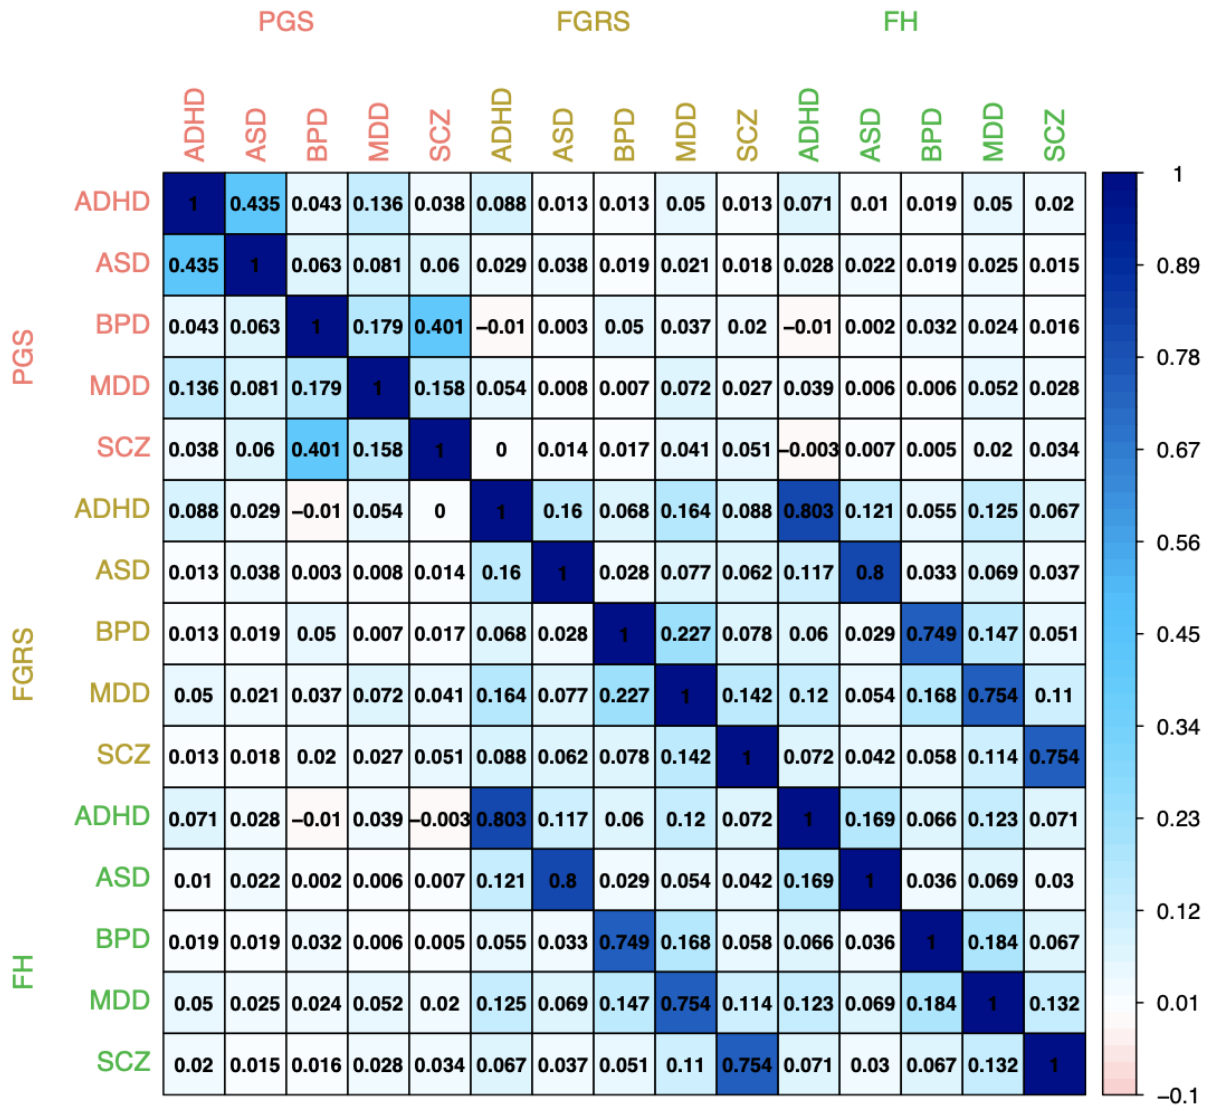 PGS FGRS FH
ADHD ASD BPD MDD SCZ ADHD ASD BPD MDD SCZ ADHD ASD BPD MDD SCZ
PGS
FGRS
FH
ADHD 1 0.435 0.043 0.136 0.038 0.088 0.013 0.013 0.05 0.013 0.071 0.01 0.019 0.05 0.02
ASD 0.435 1 0.063 0.081 0.06 0.029 0.038 0.019 0.021 0.018 0.028 0.022 0.019 0.025 0.015
BPD 0.043 0.063 1 0.179 0.401 −0.01 0.003 0.05 0.037 0.02 −0.01 0.002 0.032 0.024 0.016
MDD 0.136 0.081 0.179 1 0.158 0.054 0.008 0.007 0.072 0.027 0.039 0.006 0.006 0.052 0.028
SCZ 0.038 0.06 0.401 0.158 1 0 0.014 0.017 0.041 0.051 −0.003 0.007 0.005 0.02 0.034
ADHD 0.088 0.029 −0.01 0.054 0 1 0.16 0.068 0.164 0.088 0.803 0.121 0.055 0.125 0.067
ASD 0.013 0.038 0.003 0.008 0.014 0.16 1 0.028 0.077 0.062 0.117 0.8 0.033 0.069 0.037
BPD 0.013 0.019 0.05 0.007 0.017 0.068 0.028 1 0.227 0.078 0.06 0.029 0.749 0.147 0.051
MDD 0.05 0.021 0.037 0.072 0.041 0.164 0.077 0.227 1 0.142 0.12 0.054 0.168 0.754 0.11
SCZ 0.013 0.018 0.02 0.027 0.051 0.088 0.062 0.078 0.142 1 0.072 0.042 0.058 0.114 0.754
ADHD 0.071 0.028 −0.01 0.039 −0.003 0.803 0.117 0.06 0.12 0.072 1 0.169 0.066 0.123 0.071
ASD 0.01 0.022 0.002 0.006 0.007 0.121 0.8 0.029 0.054 0.042 0.169 1 0.036 0.069 0.03
BPD 0.019 0.019 0.032 0.006 0.005 0.055 0.033 0.749 0.168 0.058 0.066 0.036 1 0.184 0.067
MDD 0.05 0.025 0.024 0.052 0.02 0.125 0.069 0.147 0.754 0.114 0.123 0.069 0.184 1 0.132
SCZ 0.02 0.015 0.016 0.028 0.034 0.067 0.037 0.051 0.11 0.754 0.071 0.03 0.067 0.132 1
1
0.89
0.78
0.67
0.56
0.45
0.34
0.23
0.12
0.01
−0.1